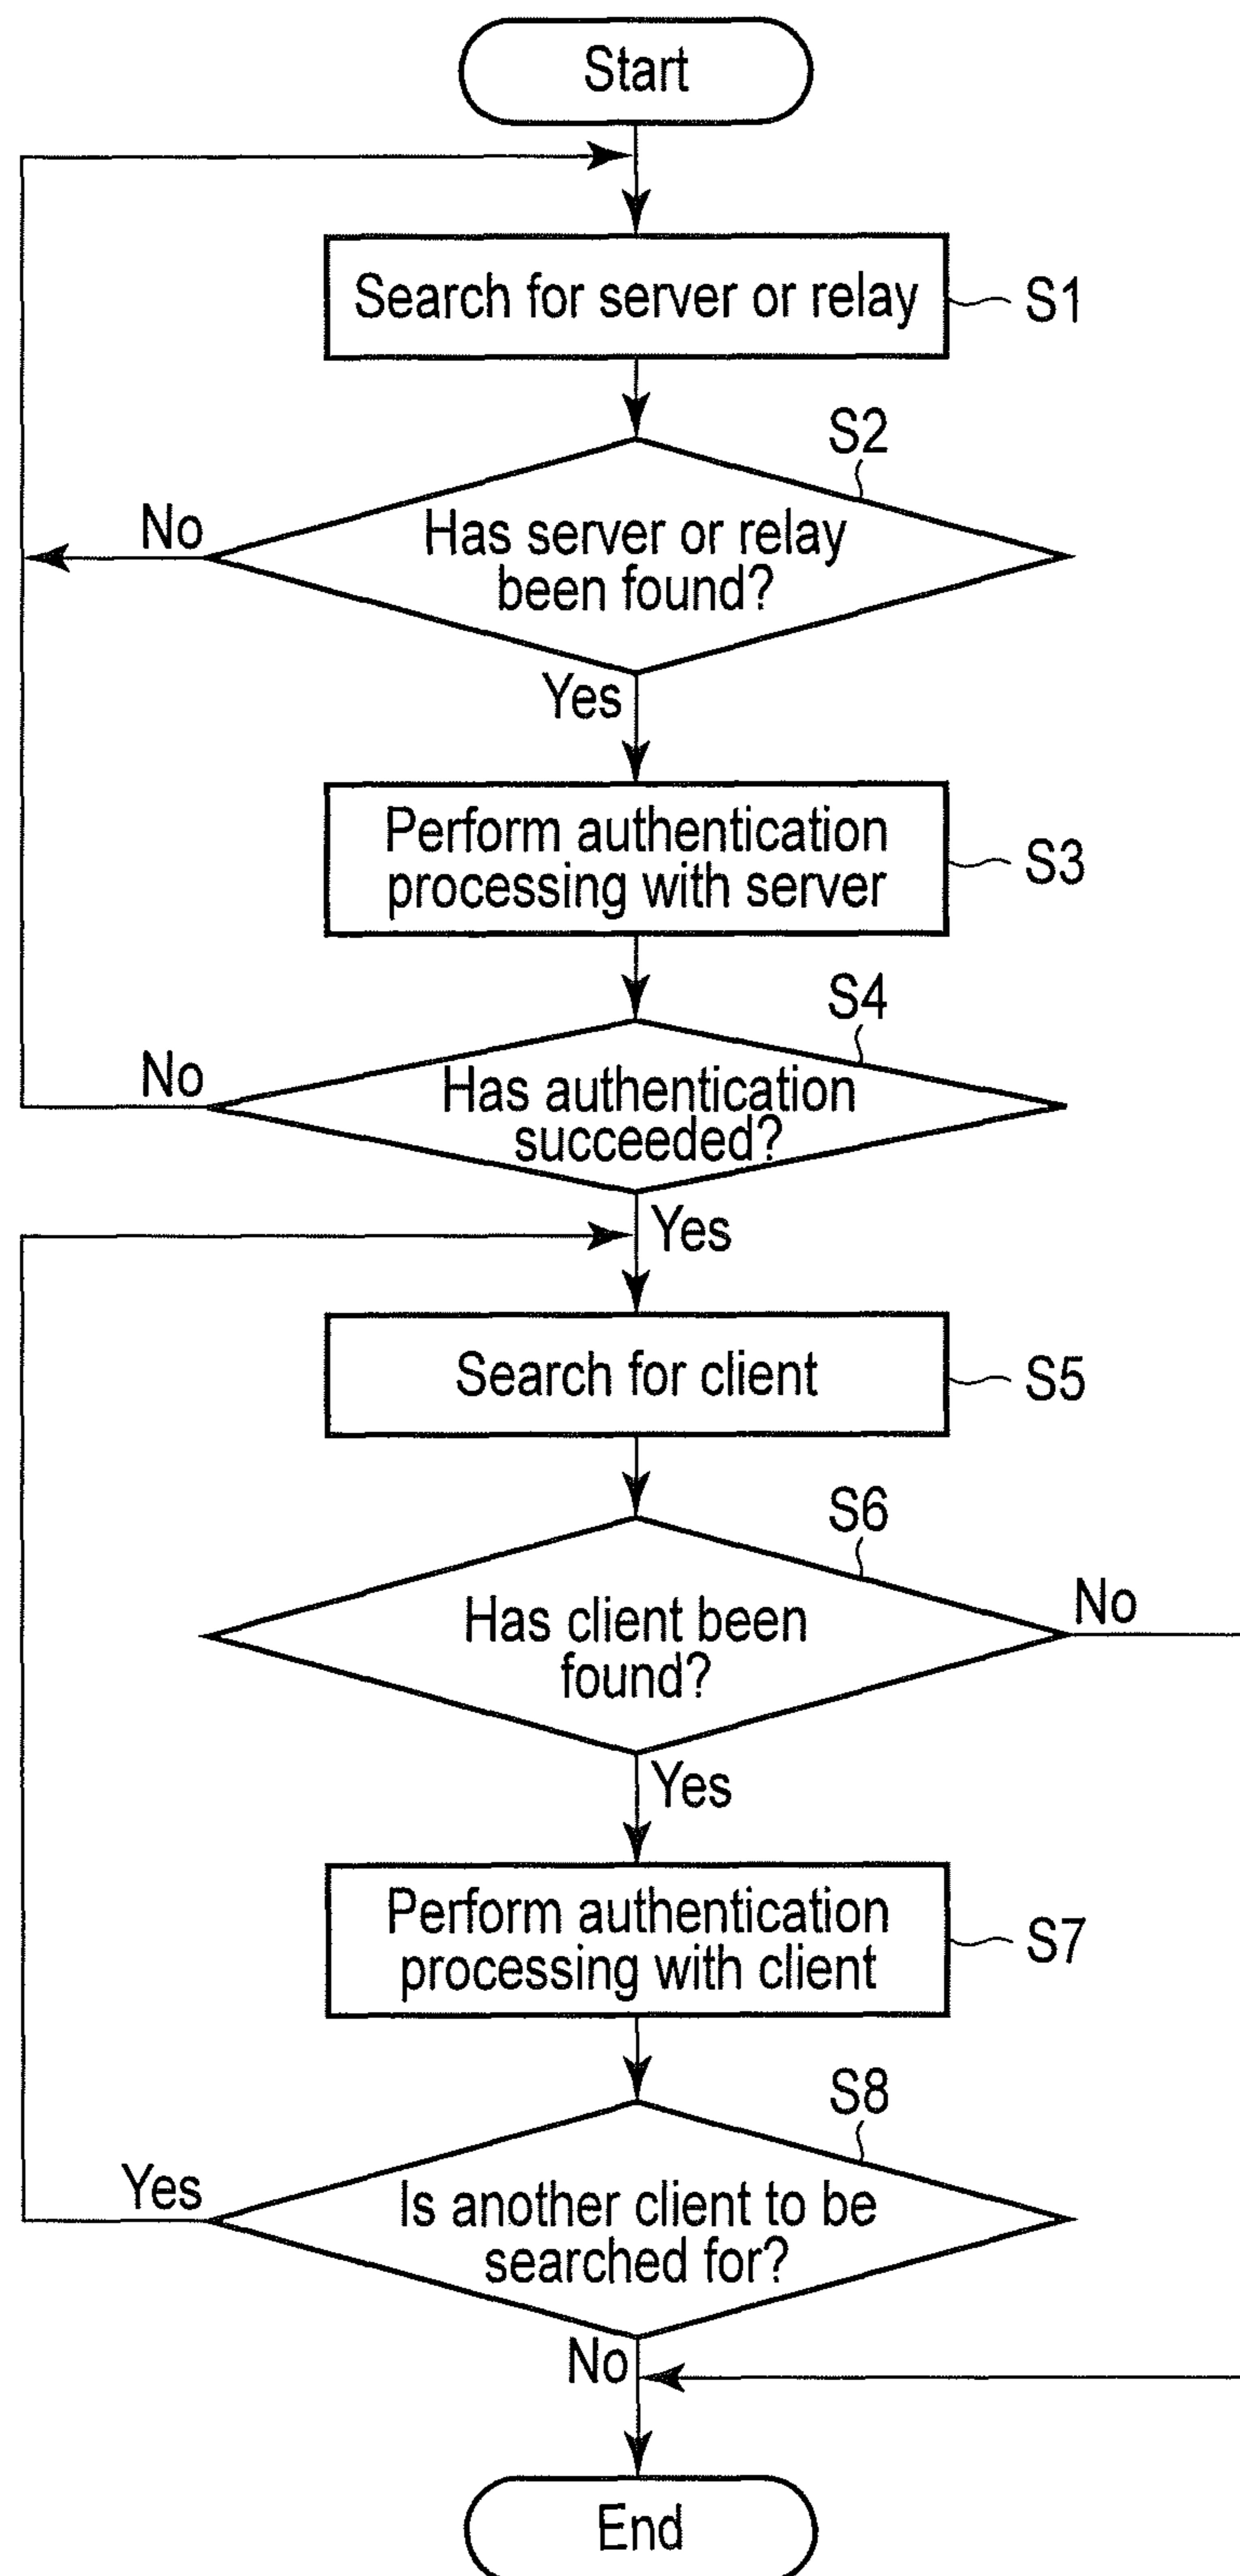 Start
Search for server or relay
S1
S2
No
Has server or relay
been found?
Yes
Perform authentication
processing with server
S3
S4
No
Has authentication
succeeded?
Yes
Search for client
S5
S6
No
Has client been
found?
Yes
Perform authentication
processing with client
S7
S8
Yes
Is another client to be
searched for?
No
End